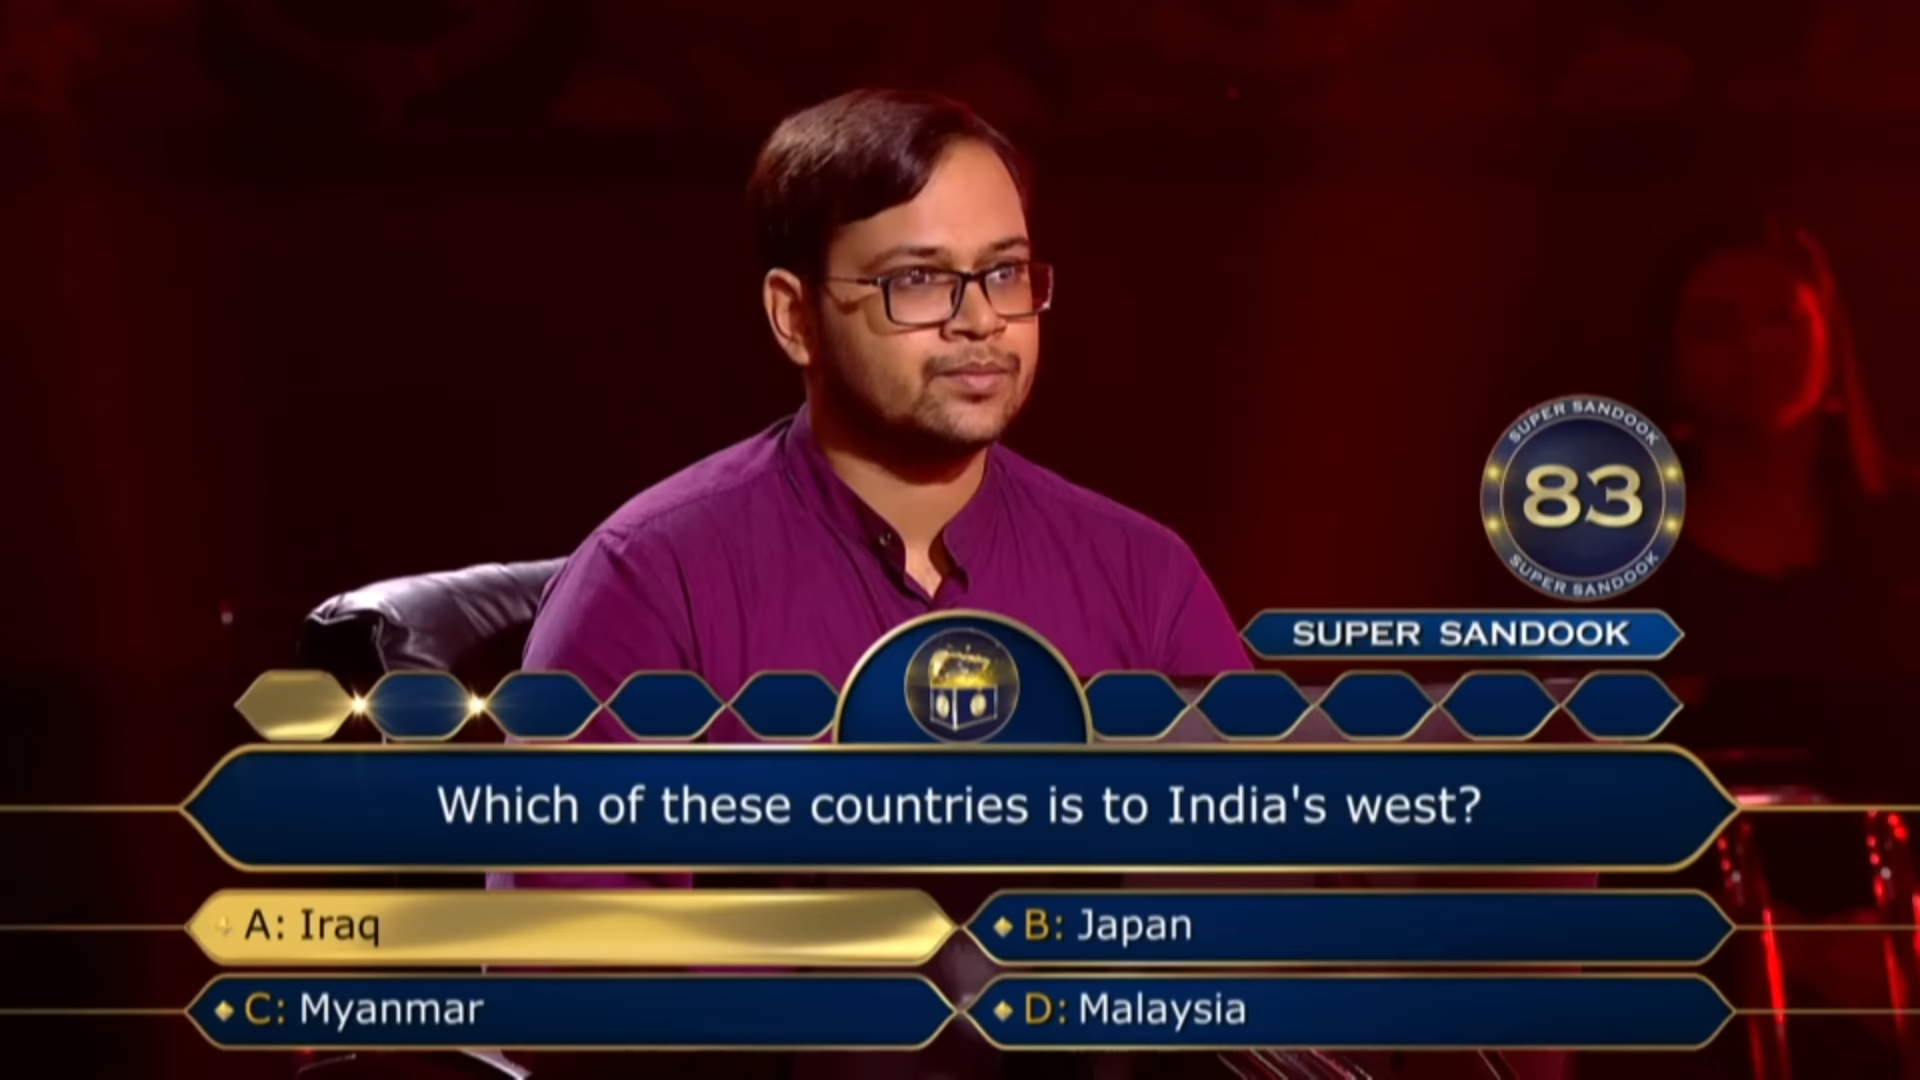 SUPER SANDOOK
83
SUPER SANDOOK
SUPER SANDOOK
Which of these countries is to India's west?
A: Iraq
B: Japan
C: Myanmar
D: Malaysia